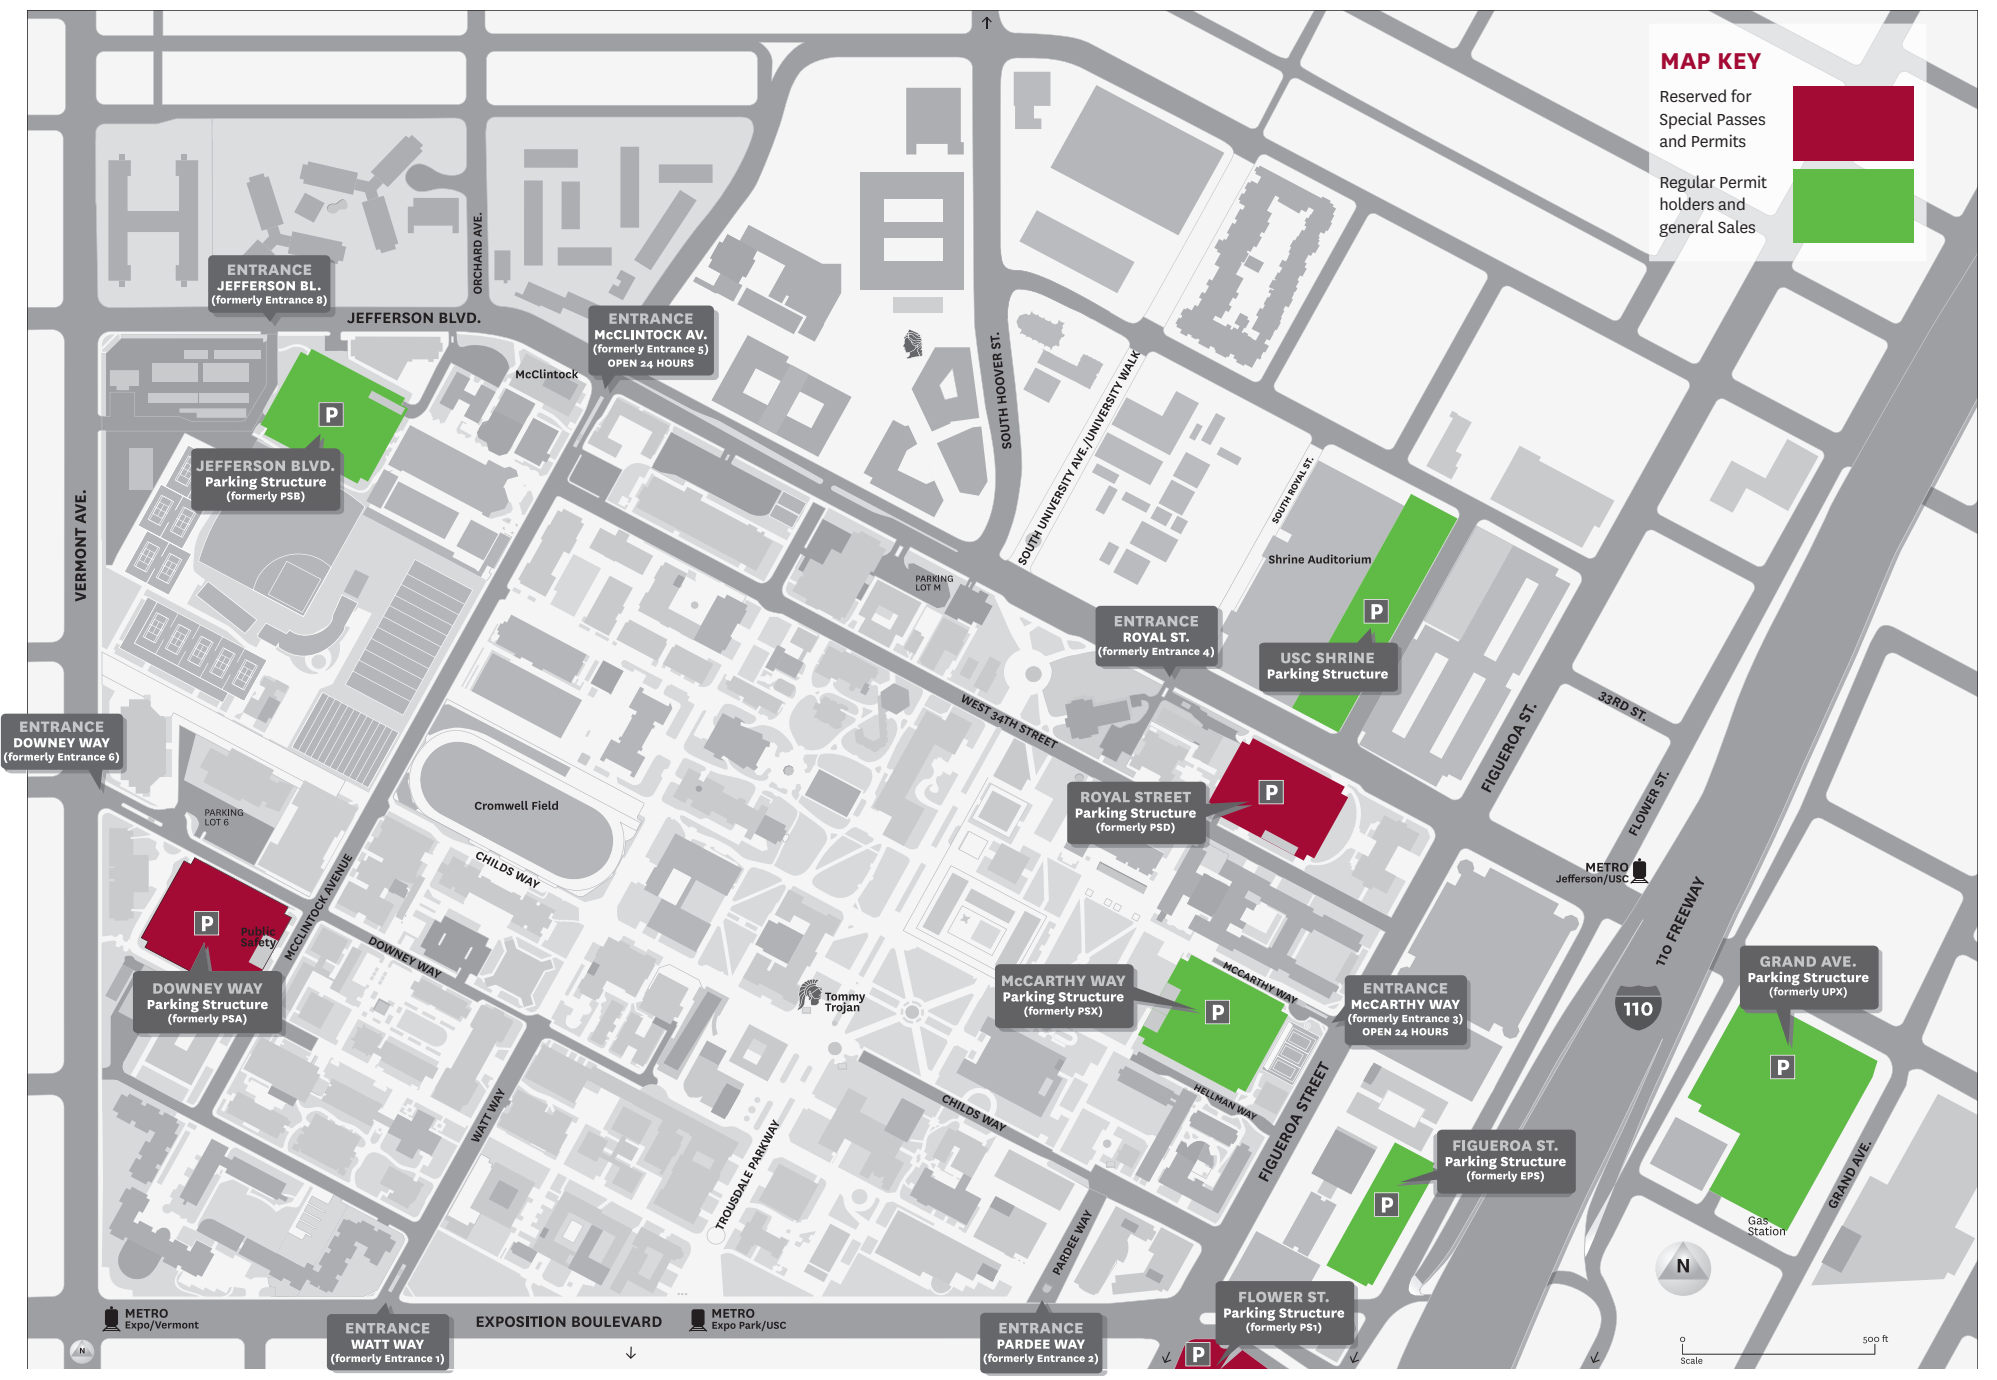 MAP KEY
Reserved for
Special Passes
and Permits
Regular Permit
holders and
general Sales
ENTRANCE
JEFFERSON BL.
(formerly Entrance 8)
ORCHARD AVE.
JEFFERSON BLVD.
ENTRANCE
McCLINTOCK AV.
(formerly Entrance 5)
OPEN 24 HOURS
McClintock
P
JEFFERSON BLVD.
Parking Structure
(formerly PSB)
VERMONT AVE.
SOUTH HOOVER ST.
SOUTH UNIVERSITY AVE./UNIVERSITY WALK
SOUTH ROYAL ST.
Shrine Auditorium
PARKING
LOT M
P
ENTRANCE
ROYAL ST.
(formerly Entrance 4)
USC SHRINE
Parking Structure
WEST 34TH STREET
33RD ST.
FIGUEROA ST.
FLOWER ST.
ENTRANCE
DOWNEY WAY
(formerly Entrance 6)
PARKING
LOT 6
Cromwell Field
CHILDS WAY
ROYAL STREET
Parking Structure
(formerly PSD)
P
METRO
Jefferson/USC
110 FREEWAY
MCCLINTOCK AVENUE
P
Public
Safety
DOWNEY WAY
DOWNEY WAY
Parking Structure
(formerly PSA)
Tommy
Trojan
McCARTHY WAY
Parking Structure
(formerly PSX)
P
MCCARTHY WAY
ENTRANCE
McCARTHY WAY
(formerly Entrance 3)
OPEN 24 HOURS
110
GRAND AVE.
Parking Structure
(formerly UPX)
P
HELLMAN WAY
FIGUEROA STREET
WATT WAY
CHILDS WAY
TROUSDALE PARKWAY
PARDEE WAY
FIGUEROA ST.
Parking Structure
(formerly EPS)
P
GRAND AVE.
Gas
Station
N
METRO
Expo/Vermont
N
ENTRANCE
WATT WAY
(formerly Entrance 1)
EXPOSITION BOULEVARD
METRO
Expo Park/USC
ENTRANCE
PARDEE WAY
(formerly Entrance 2)
FLOWER ST.
Parking Structure
(formerly PS1)
P
0
500 ft
Scale